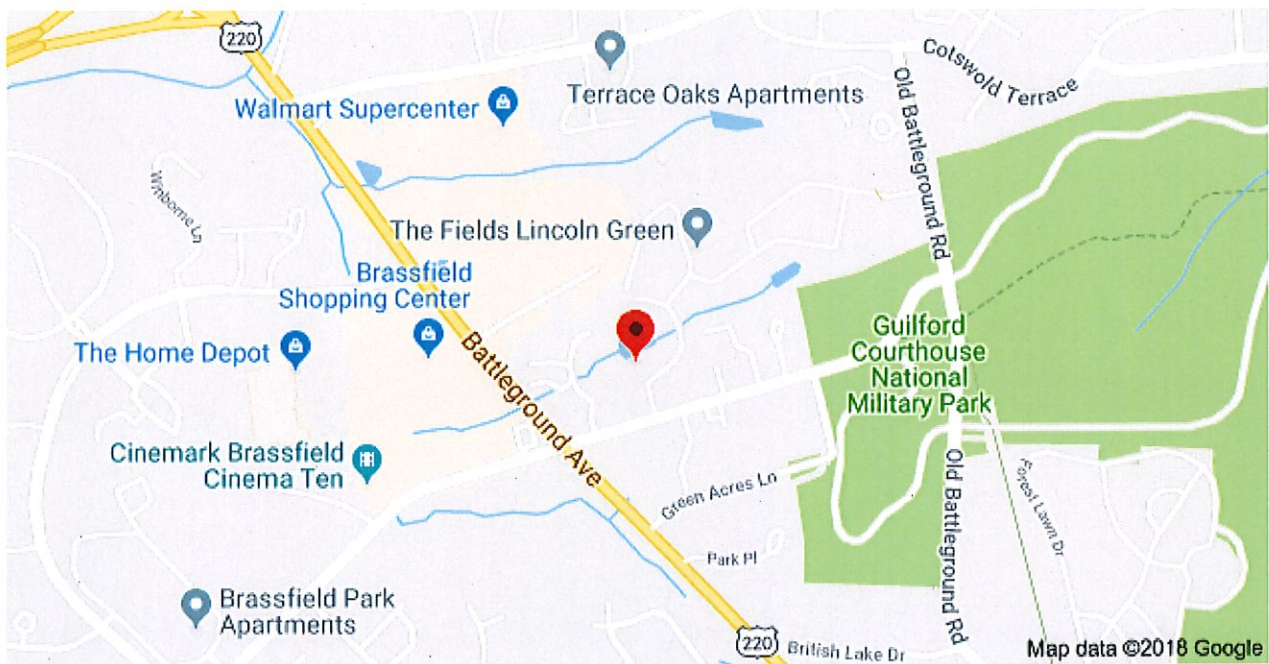 220
Cotswold Terrace
Terrace Oaks Apartments
Walmart Supercenter
Old Battleground Rd
Winborne Ln
The Fields Lincoln Green
Brassfield
Shopping Center
The Home Depot
Battleground Ave
Guilford
Courthouse
National
Military Park
Cinemark Brassfield
Cinema Ten
Green Acres Ln
Old Battleground Rd
Forest Lawn Dr
Park Pl
Brassfield Park
Apartments
220
British Lake Dr
Map data ©2018 Google